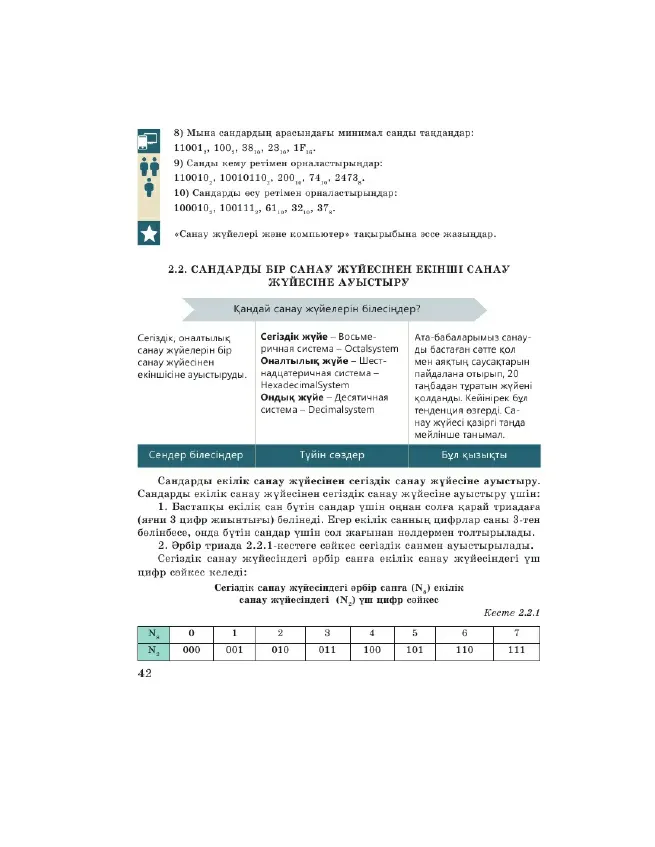 8) Мына сандардың арасындағы минимал санды таңдаңдар:
11001₂, 100₂, 38₁₀, 23₁₀, 1F₁₆.
9) Санды кему ретімен орналастырыңдар:
110010₂, 10010110₂, 200₁₀, 74₁₀, 2473₈.
10) Сандарды өсу ретімен орналастырыңдар:
100010₂, 100111₂, 61₁₀, 32₁₀, 37₈.
«Санау жүйелері және компьютер» тақырыбына эссе жазыңдар.
2.2. САНДАРДЫ БІР САНАУ ЖҮЙЕСІНЕН ЕКІНШІ САНАУ
ЖҮЙЕСІНЕ АУЫСТЫРУ
Қандай санау жүйелерін білесіңдер?
Сегіздік, оналтылық
санау жүйелерін бір
санау жүйесінен
екіншісіне ауыстыруды.
Сегіздік жүйе – Восьме-
ричная система – Octalsystem
Оналтылық жүйе – Шест-
надцатеричная система –
HexadecimalSystem
Ондық жүйе – Десятичная
система – Decimalsystem
Ата-бабаларымыз санау-
ды бастаған сәтте қол
мен аяқтың саусақтарын
пайдалана отырып, 20
таңбадан тұратын жүйені
қолданды. Кейінірек бұл
тенденция өзгерді. Са-
нау жүйесі қазіргі таңда
мейлінше танымал.
Сендер білесіңдер
Түйін сөздер
Бұл қызықты
Сандарды екілік санау жүйесінен сегіздік санау жүйесіне ауыстыру.
Сандарды екілік санау жүйесінен сегіздік санау жүйесіне ауыстыру үшін:
1. Бастапқы екілік сан бүтін сандар үшін оңнан солға қарай триадаға
(яғни 3 цифр жиынтығы) бөлінеді. Егер екілік санның цифрлар саны 3-тен
бөлінбесе, онда бүтін сандар үшін сол жағынан нөлдермен толтырылады.
2. Әрбір триада 2.2.1-кестеге сәйкес сегіздік санмен ауыстырылады.
Сегіздік санау жүйесіндегі әрбір санға екілік санау жүйесіндегі үш
цифр сәйкес келеді:
Сегіздік санау жүйесіндегі әрбір санға (N₈) екілік
санау жүйесіндегі (N₂) үш цифр сәйкес
Кесте 2.2.1
N₈ 0 1 2 3 4 5 6 7
N₂ 000 001 010 011 100 101 110 111
42